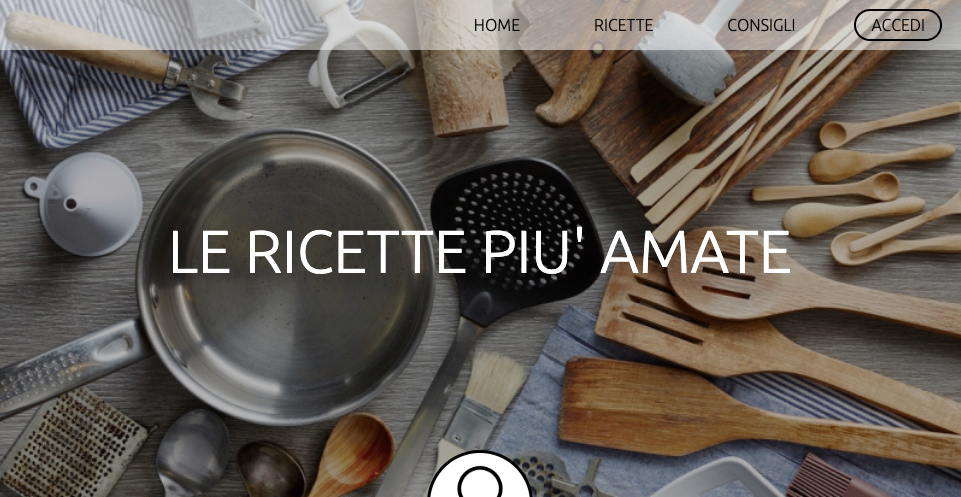 HOME RICETTE CONSIGLI ACCEDI
LE RICETTE PIU' AMATE